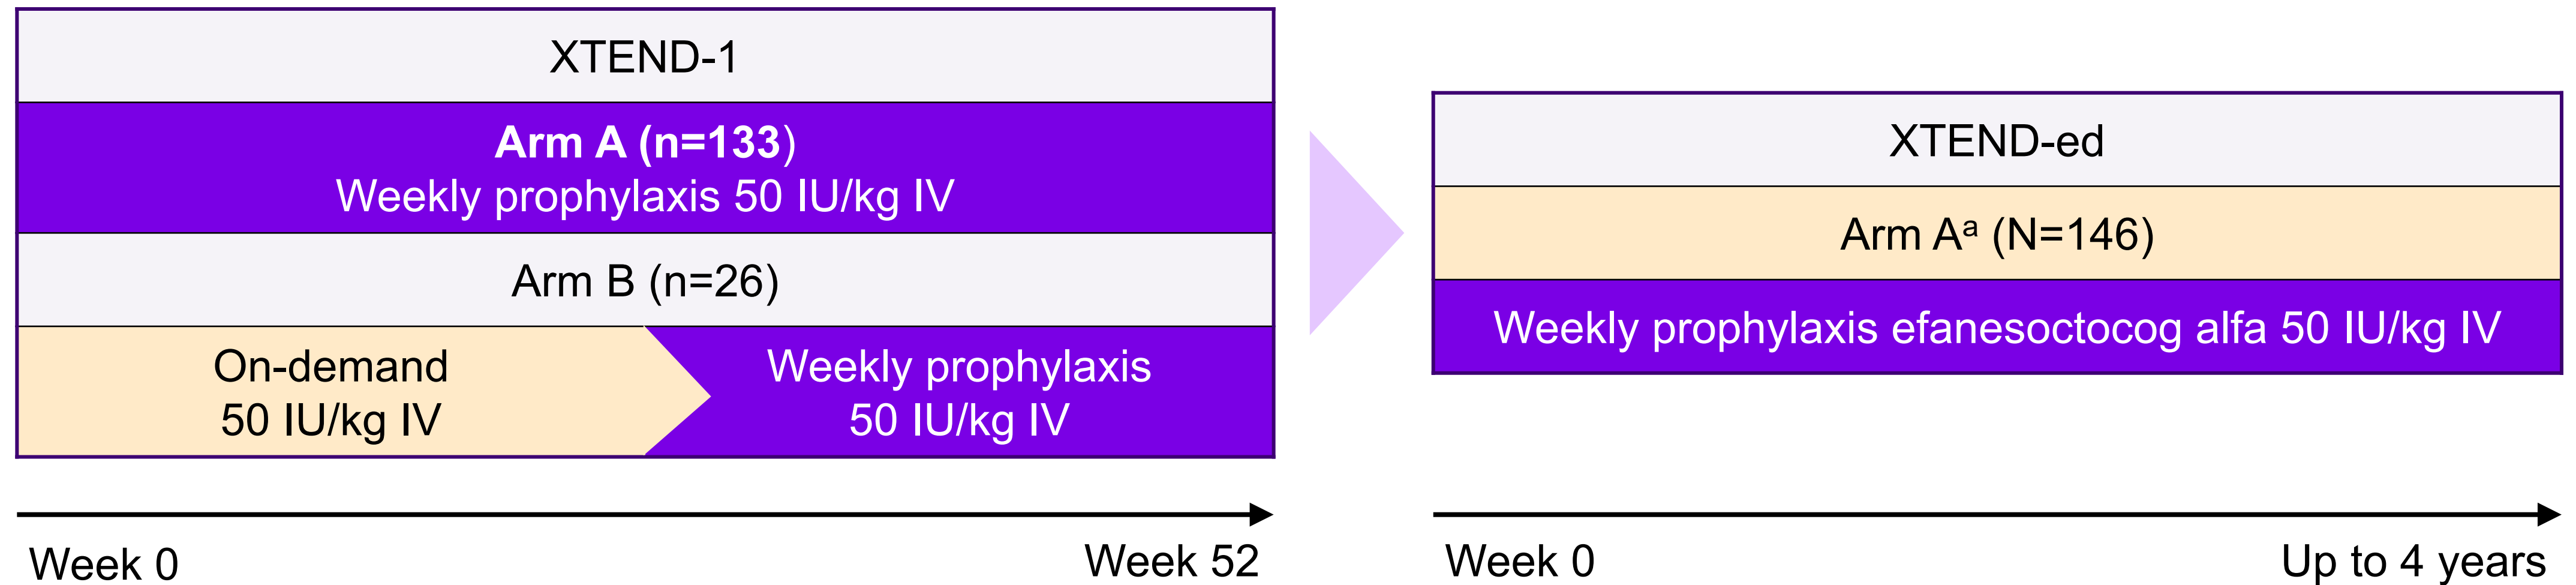 XTEND-1
Arm A (n=133)
Weekly prophylaxis 50 IU/kg IV
Arm B (n=26)
On-demand
50 IU/kg IV
Weekly prophylaxis
50 IU/kg IV
Week 0
Week 52
XTEND-ed
Arm Aᵃ (N=146)
Weekly prophylaxis efanesoctocog alfa 50 IU/kg IV
Week 0
Up to 4 years